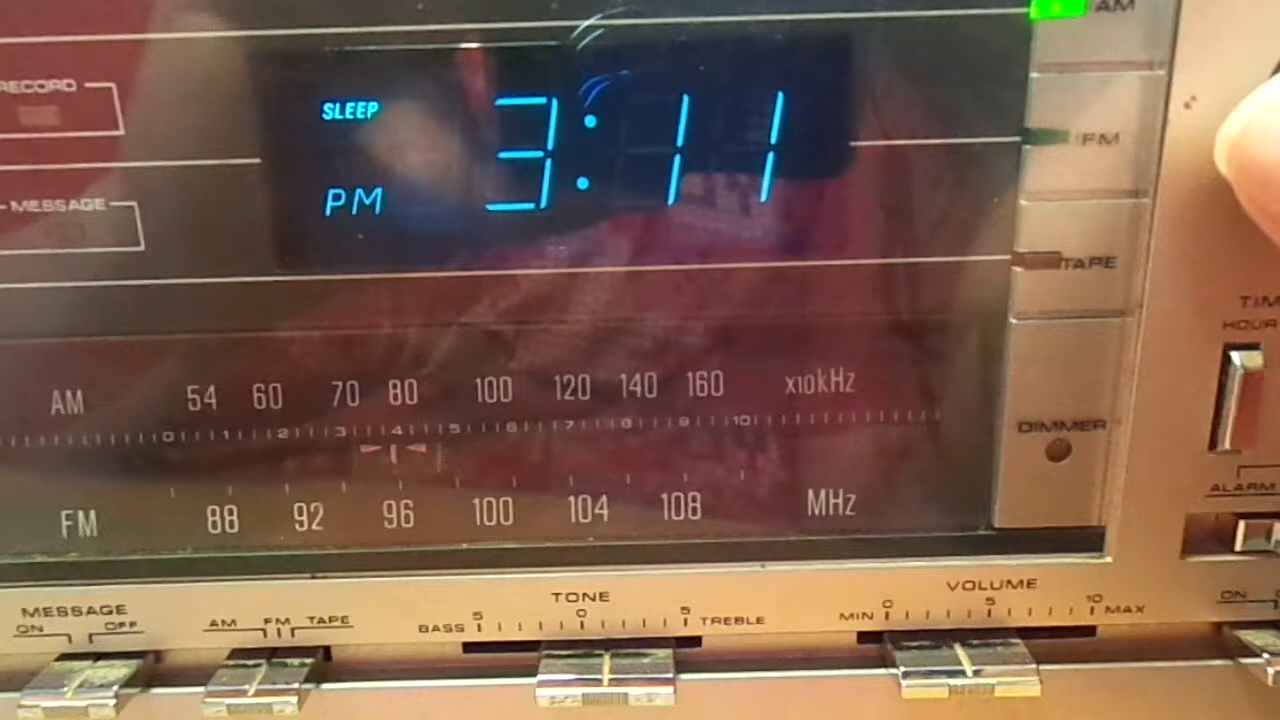 AM
RECORD
SLEEP
3:11
FM
MESSAGE
PM
TAPE
HOUR
AM 54 60 70 80 100 120 140 160 x10kHz
0 1 2 3 4 5 6 7 8 9 10
DIMMER
ALARM
FM 88 92 96 100 104 108 MHz
MESSAGE
ON OFF
AM FM TAPE
TONE
BASS 5 0 5 TREBLE
VOLUME
MIN 0 5 10 MAX
ON